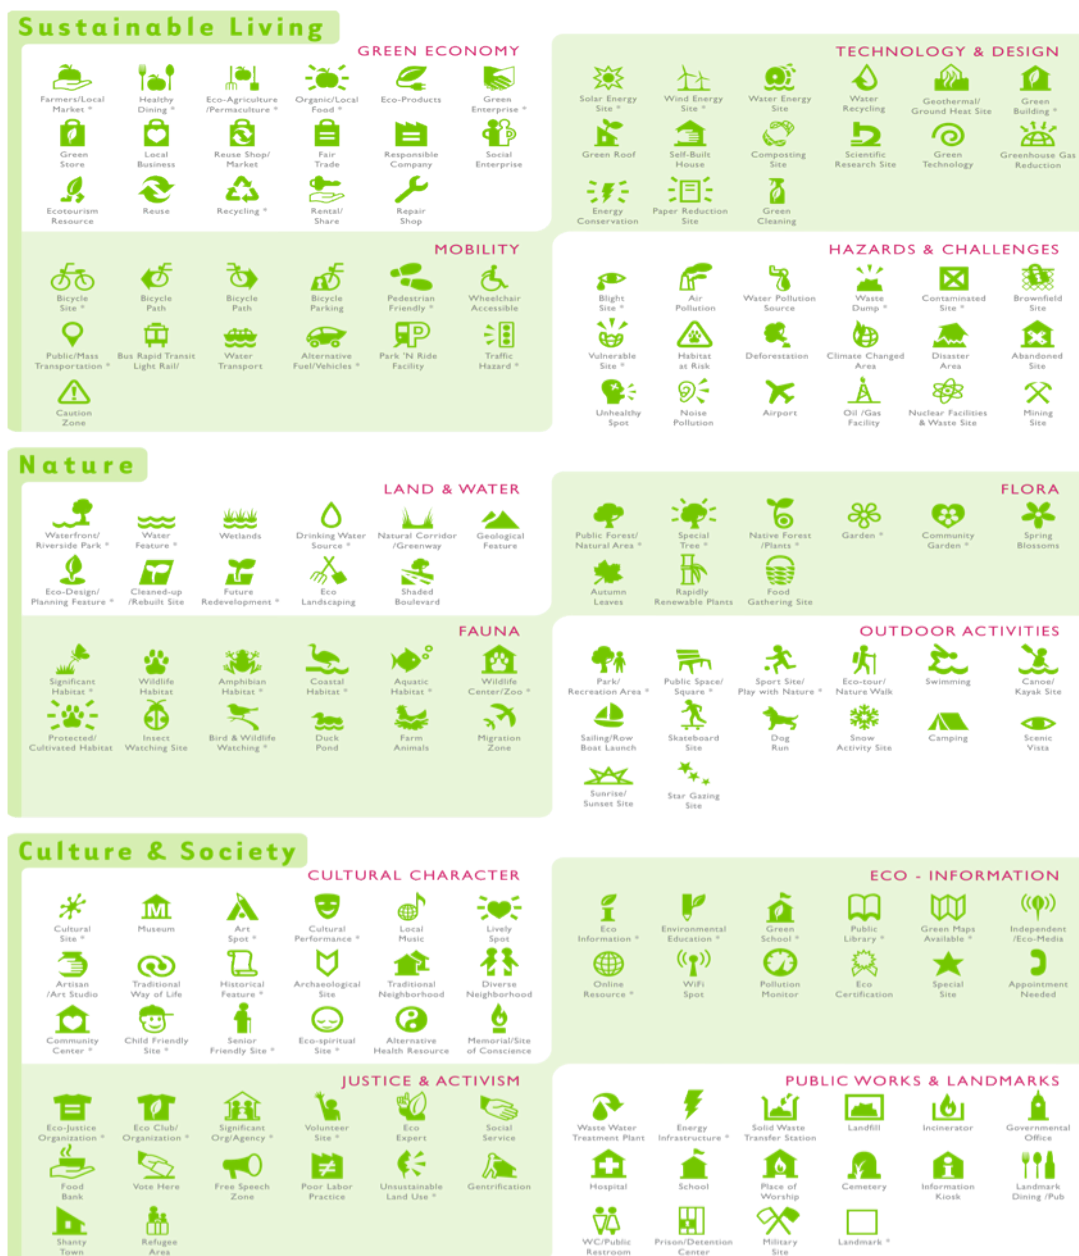 Sustainable Living
GREEN ECONOMY
Farmers/Local
Market *
Healthy
Dining *
Eco-Agriculture
/Permaculture *
Organic/Local
Food *
Eco-Products
Green
Enterprise *
Green
Store
Local
Business
Reuse Shop/
Market
Fair
Trade
Responsible
Company
Social
Enterprise
Ecotourism
Resource
Reuse
Recycling *
Rental/
Share
Repair
Shop
TECHNOLOGY & DESIGN
Solar Energy
Site *
Wind Energy
Site *
Water Energy
Site
Water
Recycling
Geothermal/
Ground Heat Site
Green
Building *
Green Roof
Self-Built
House
Composting
Site
Scientific
Research Site
Green
Technology
Greenhouse Gas
Reduction
Energy
Conservation
Paper Reduction
Site
Green
Cleaning
MOBILITY
Bicycle
Site *
Bicycle
Path
Bicycle
Path
Bicycle
Parking
Pedestrian
Friendly *
Wheelchair
Accessible
Public/Mass
Transportation *
Bus Rapid Transit
Light Rail/
Water
Transport
Alternative
Fuel/Vehicles *
P
Park 'N Ride
Facility
Traffic
Hazard *
Caution
Zone
HAZARDS & CHALLENGES
Blight
Site *
Air
Pollution
Water Pollution
Source
Waste
Dump *
Contaminated
Site *
Brownfield
Site
Vulnerable
Site *
Habitat
at Risk
Deforestation
Climate Changed
Area
Disaster
Area
Abandoned
Site
Unhealthy
Spot
Noise
Pollution
Airport
Oil /Gas
Facility
Nuclear Facilities
& Waste Site
Mining
Site
Nature
LAND & WATER
Waterfront/
Riverside Park *
Water
Feature *
Wetlands
Drinking Water
Source *
Natural Corridor
/Greenway
Geological
Feature
Eco-Design/
Planning Feature *
Cleaned-up
/Rebuilt Site
Future
Redevelopment *
Eco
Landscaping
Shaded
Boulevard
FLORA
Public Forest/
Natural Area *
Special
Tree *
Native Forest
/Plants *
Garden *
Community
Garden *
Spring
Blossoms
Autumn
Leaves
Rapidly
Renewable Plants
Food
Gathering Site
FAUNA
Significant
Habitat *
Wildlife
Habitat
Amphibian
Habitat *
Coastal
Habitat *
Aquatic
Habitat *
Wildlife
Center/Zoo *
Protected/
Cultivated Habitat
Insect
Watching Site
Bird & Wildlife
Watching *
Duck
Pond
Farm
Animals
Migration
Zone
OUTDOOR ACTIVITIES
Park/
Recreation Area *
Public Space/
Square *
Sport Site/
Play with Nature *
Eco-tour/
Nature Walk
Swimming
Canoe/
Kayak Site
Sailing/Row
Boat Launch
Skateboard
Site
Dog
Run
Snow
Activity Site
Camping
Scenic
Vista
Sunrise/
Sunset Site
Star Gazing
Site
Culture & Society
CULTURAL CHARACTER
Cultural
Site *
M
Museum
Art
Spot *
Cultural
Performance *
Local
Music
Lively
Spot
Artisan
/Art Studio
Traditional
Way of Life
Historical
Feature *
Archaeological
Site
Traditional
Neighborhood
Diverse
Neighborhood
Community
Center *
Child Friendly
Site *
Senior
Friendly Site *
Eco-spiritual
Site *
Alternative
Health Resource
Memorial/Site
of Conscience
ECO - INFORMATION
Eco
Information *
Environmental
Education *
Green
School *
Public
Library *
Green Maps
Available *
Independent
/Eco-Media
Online
Resource *
WiFi
Spot
Pollution
Monitor
Eco
Certification
Special
Site
Appointment
Needed
JUSTICE & ACTIVISM
Eco-Justice
Organization *
Eco Club/
Organization *
Significant
Org/Agency *
Volunteer
Site *
Eco
Expert
Social
Service
Food
Bank
Vote Here
Free Speech
Zone
Poor Labor
Practice
Unsustainable
Land Use *
Gentrification
Shanty
Town
Refugee
Area
PUBLIC WORKS & LANDMARKS
Waste Water
Treatment Plant
Energy
Infrastructure *
Solid Waste
Transfer Station
Landfill
Incinerator
Governmental
Office
Hospital
School
Place of
Worship
Cemetery
Information
Kiosk
Landmark
Dining /Pub
WC/Public
Restroom
Prison/Detention
Center
Military
Site
Landmark *